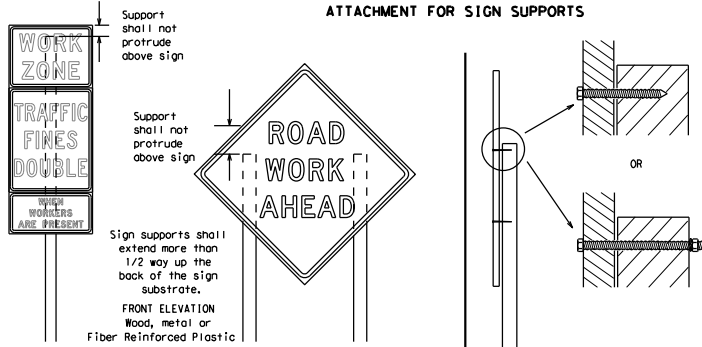 ATTACHMENT FOR SIGN SUPPORTS
Support
shall not
protrude
above sign
WORK
ZONE
TRAFFIC
FINES
DOUBLE
WHEN
WORKERS
ARE PRESENT
Support
shall not
protrude
above sign
ROAD
WORK
AHEAD
Sign supports shall
extend more than
1/2 way up the
back of the sign
substrate.
FRONT ELEVATION
Wood, metal or
Fiber Reinforced Plastic
OR